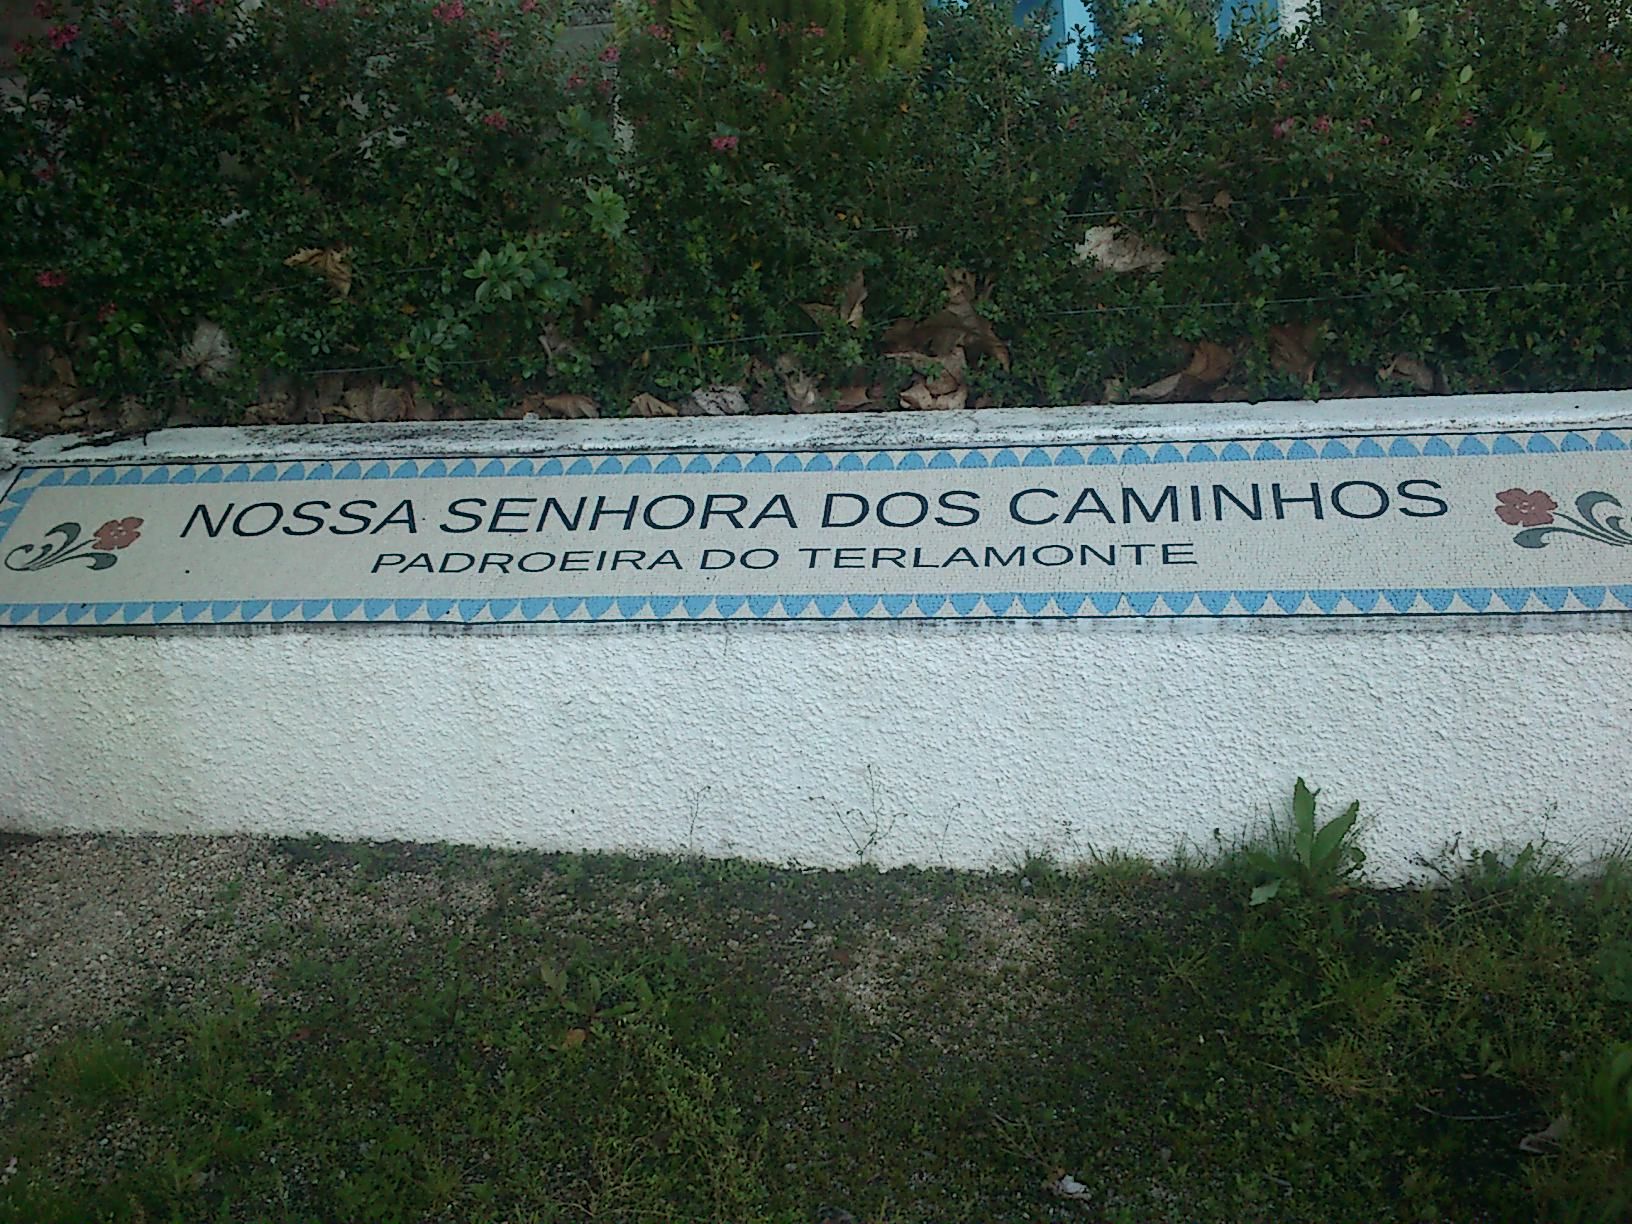 NOSSA SENHORA DOS CAMINHOS
PADROEIRA DO TERLAMONTE